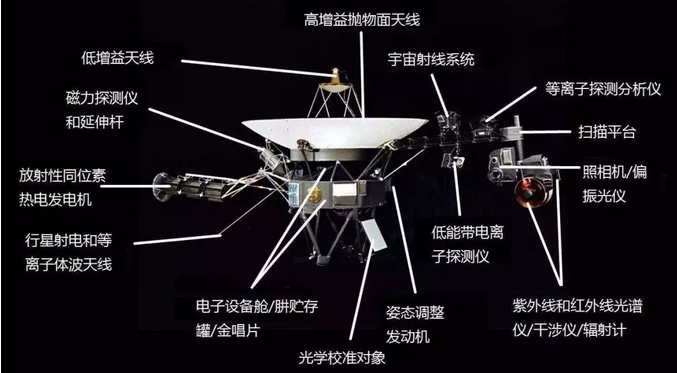 高增益抛物面天线
低增益天线
宇宙射线系统
磁力探测仪
和延伸杆
等离子探测分析仪
扫描平台
放射性同位素
热电发电机
照相机/偏
振光仪
行星射电和等
离子体波天线
低能带电离
子探测仪
电子设备舱/肼贮存
罐/金唱片
姿态调整
发动机
紫外线和红外线光谱
仪/干涉仪/辐射计
光学校准对象